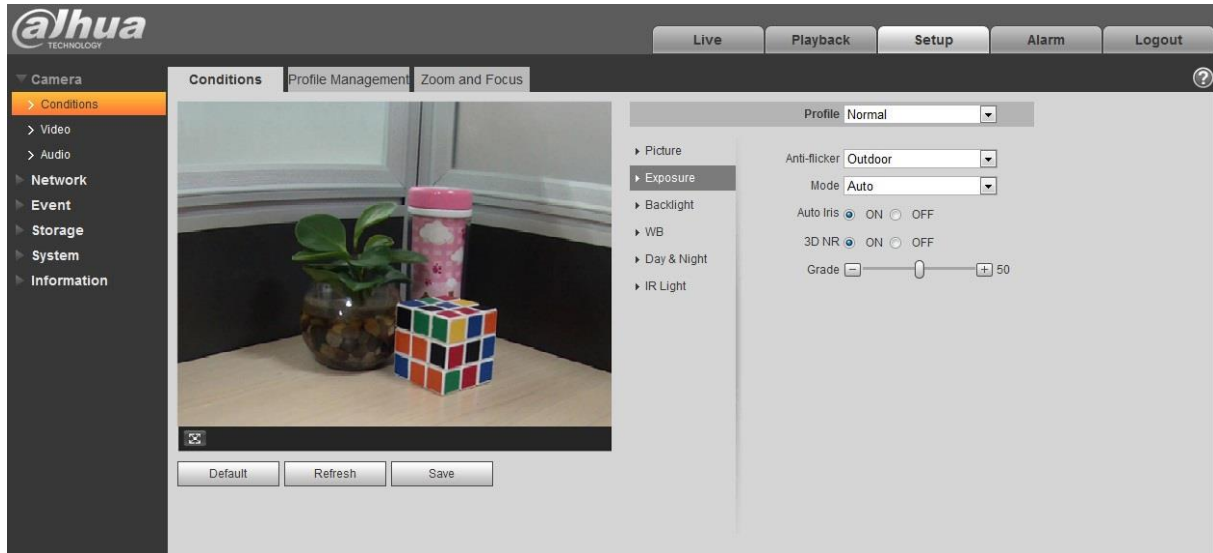 alhua
TECHNOLOGY
Live
Playback
Setup
Alarm
Logout
Camera
Conditions
Video
Audio
Network
Event
Storage
System
Information
Conditions
Profile Management
Zoom and Focus
?
Default
Refresh
Save
Profile Normal
Picture
Exposure
Backlight
WB
Day & Night
IR Light
Anti-flicker Outdoor
Mode Auto
Auto Iris ON OFF
3D NR ON OFF
Grade - + 50